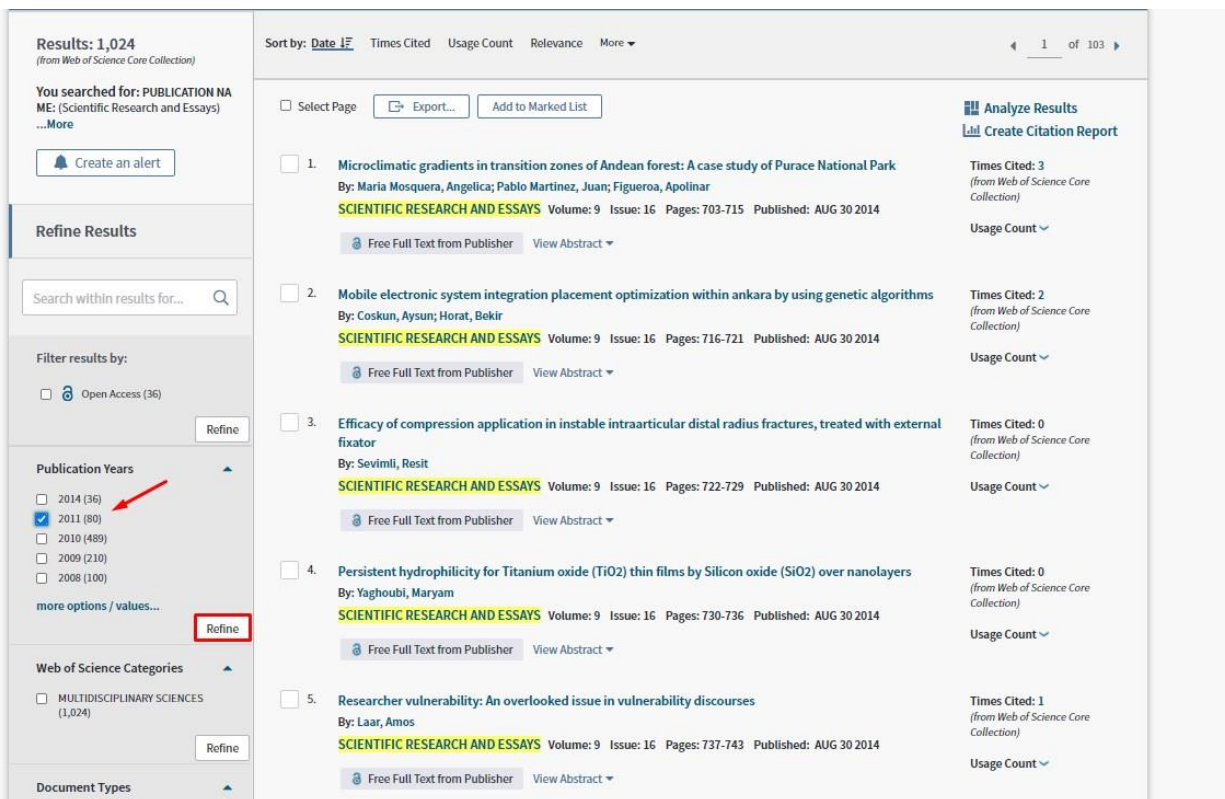 Results: 1,024
(from Web of Science Core Collection)
You searched for: PUBLICATION NA
ME: (Scientific Research and Essays)
...More
Create an alert
Refine Results
Search within results for...
Filter results by:
Open Access (36)
Refine
Publication Years
2014 (36)
2011 (80)
2010 (489)
2009 (210)
2008 (100)
more options / values...
Refine
Web of Science Categories
MULTIDISCIPLINARY SCIENCES
(1,024)
Refine
Document Types
Sort by: Date Times Cited Usage Count Relevance More
1 of 103
Select Page Export... Add to Marked List
Analyze Results
Create Citation Report
1. Microclimatic gradients in transition zones of Andean forest: A case study of Purace National Park
By: Maria Mosquera, Angelica; Pablo Martinez, Juan; Figueroa, Apolinar
SCIENTIFIC RESEARCH AND ESSAYS Volume: 9 Issue: 16 Pages: 703-715 Published: AUG 30 2014
Free Full Text from Publisher View Abstract
Times Cited: 3
(from Web of Science Core
Collection)
Usage Count
2. Mobile electronic system integration placement optimization within ankara by using genetic algorithms
By: Coskun, Aysun; Horat, Bekir
SCIENTIFIC RESEARCH AND ESSAYS Volume: 9 Issue: 16 Pages: 716-721 Published: AUG 30 2014
Free Full Text from Publisher View Abstract
Times Cited: 2
(from Web of Science Core
Collection)
Usage Count
3. Efficacy of compression application in instable intraarticular distal radius fractures, treated with external
fixator
By: Sevimli, Resit
SCIENTIFIC RESEARCH AND ESSAYS Volume: 9 Issue: 16 Pages: 722-729 Published: AUG 30 2014
Free Full Text from Publisher View Abstract
Times Cited: 0
(from Web of Science Core
Collection)
Usage Count
4. Persistent hydrophilicity for Titanium oxide (TiO2) thin films by Silicon oxide (SiO2) over nanolayers
By: Yaghoubi, Maryam
SCIENTIFIC RESEARCH AND ESSAYS Volume: 9 Issue: 16 Pages: 730-736 Published: AUG 30 2014
Free Full Text from Publisher View Abstract
Times Cited: 0
(from Web of Science Core
Collection)
Usage Count
5. Researcher vulnerability: An overlooked issue in vulnerability discourses
By: Laar, Amos
SCIENTIFIC RESEARCH AND ESSAYS Volume: 9 Issue: 16 Pages: 737-743 Published: AUG 30 2014
Free Full Text from Publisher View Abstract
Times Cited: 1
(from Web of Science Core
Collection)
Usage Count